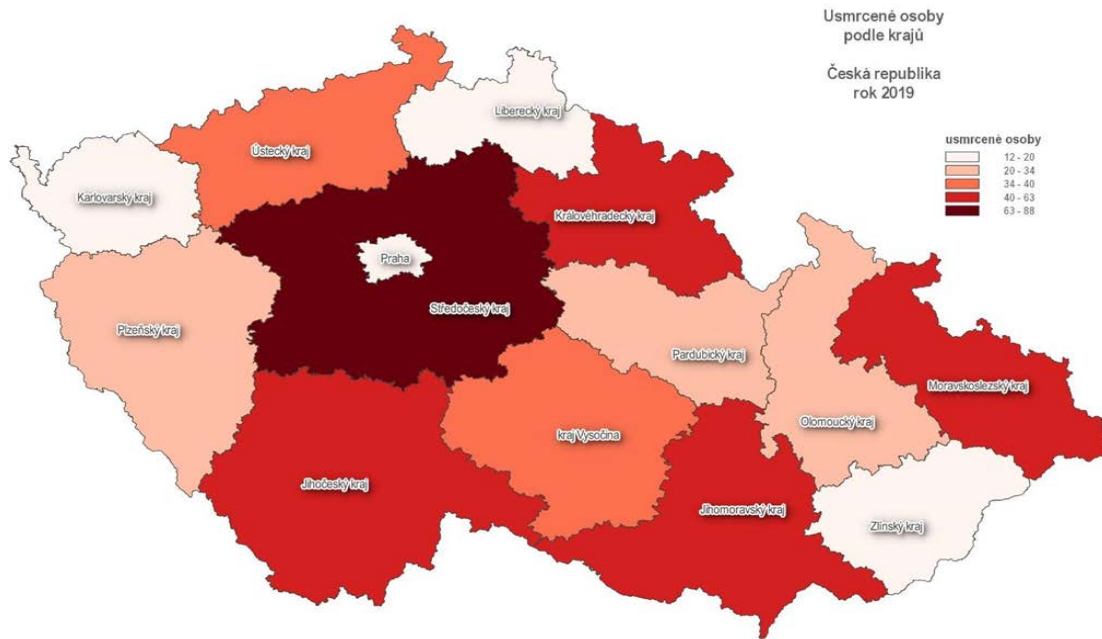 Usmrcené osoby
podle krajů
Česká republika
rok 2019
usmrcené osoby
12 - 20
20 - 34
34 - 40
40 - 63
63 - 88
Liberecký kraj
Ústecký kraj
Karlovarský kraj
Královéhradecký kraj
Praha
Středočeský kraj
Plzeňský kraj
Pardubický kraj
Moravskoslezský kraj
Olomoucký kraj
kraj Vysočina
Jihočeský kraj
Jihomoravský kraj
Zlínský kraj